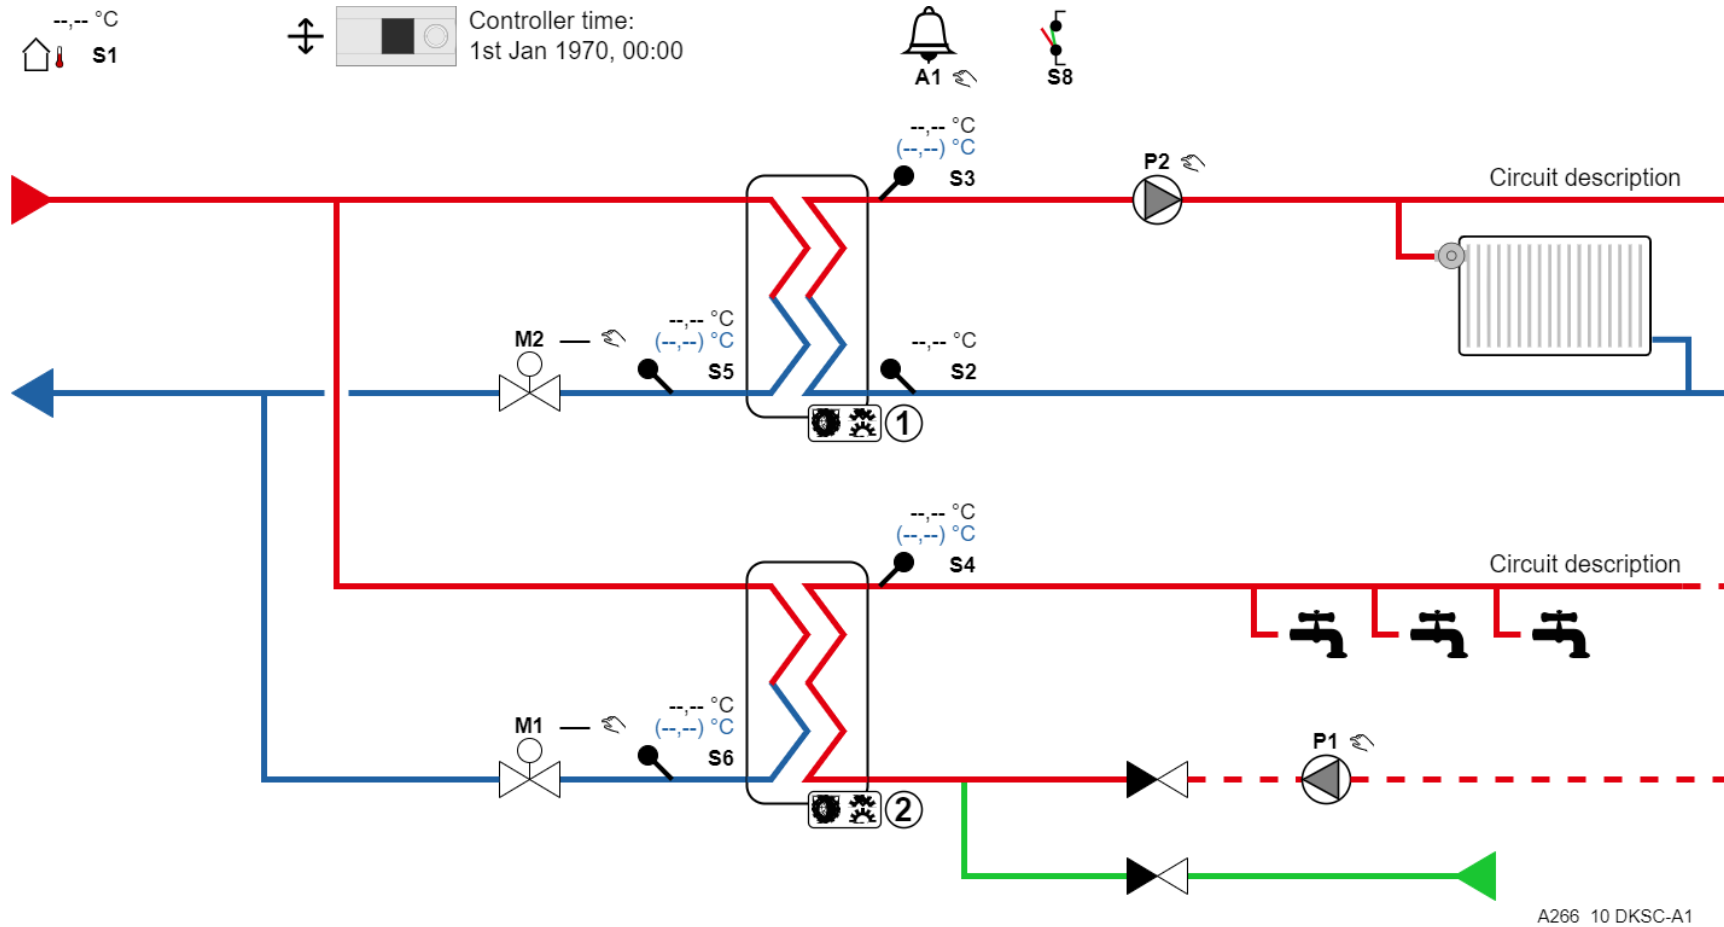 --,-- °C
S1
Controller time:
1st Jan 1970, 00:00
A1
S8
--,-- °C
(--,--) °C
S3
P2
Circuit description
M2
--,-- °C
(--,--) °C
S5
--,-- °C
S2
1
--,-- °C
(--,--) °C
S4
Circuit description
M1
--,-- °C
(--,--) °C
S6
P1
2
A266 10 DKSC-A1